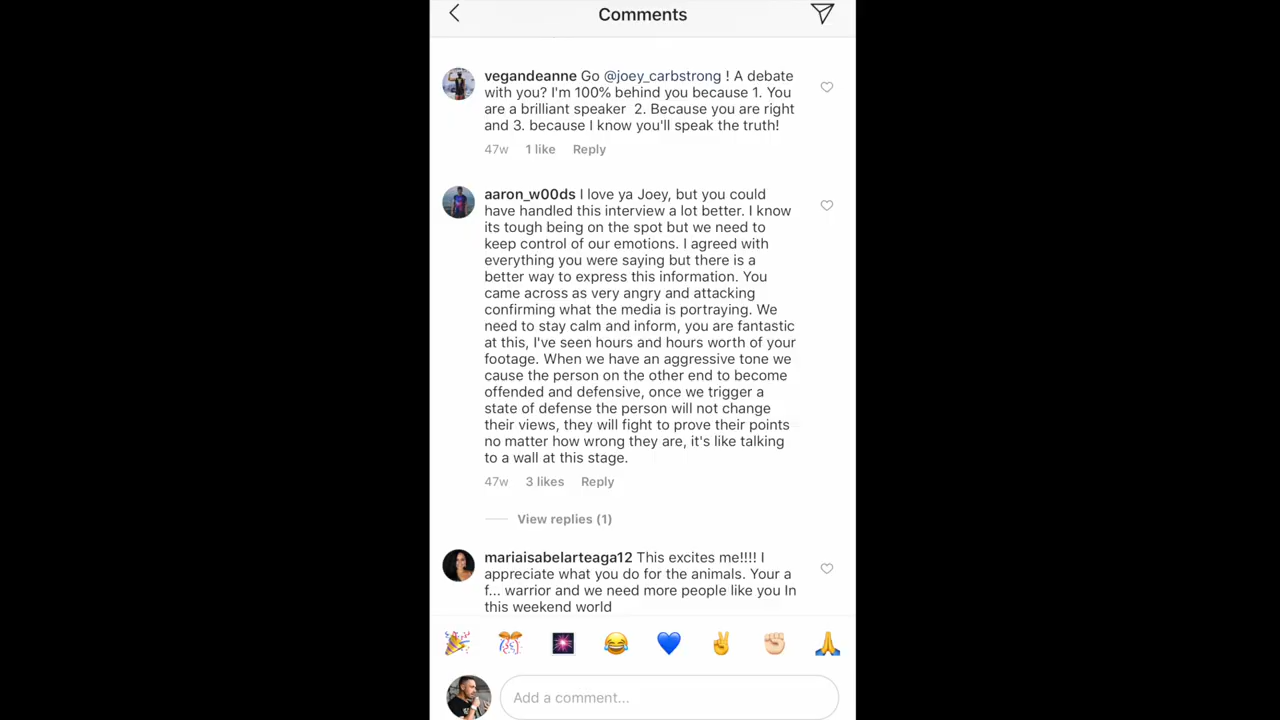 Comments
vegandeanne Go @joey_carbstrong ! A debate
with you? I'm 100% behind you because 1. You
are a brilliant speaker 2. Because you are right
and 3. because I know you'll speak the truth!
47w 1 like Reply
aaron_w00ds I love ya Joey, but you could
have handled this interview a lot better. I know
its tough being on the spot but we need to
keep control of our emotions. I agreed with
everything you were saying but there is a
better way to express this information. You
came across as very angry and attacking
confirming what the media is portraying. We
need to stay calm and inform, you are fantastic
at this, I've seen hours and hours worth of your
footage. When we have an aggressive tone we
cause the person on the other end to become
offended and defensive, once we trigger a
state of defense the person will not change
their views, they will fight to prove their points
no matter how wrong they are, it's like talking
to a wall at this stage.
47w 3 likes Reply
View replies (1)
mariaisabelarteaga12 This excites me!!!! I
appreciate what you do for the animals. Your a
f... warrior and we need more people like you In
this weekend world
Add a comment...